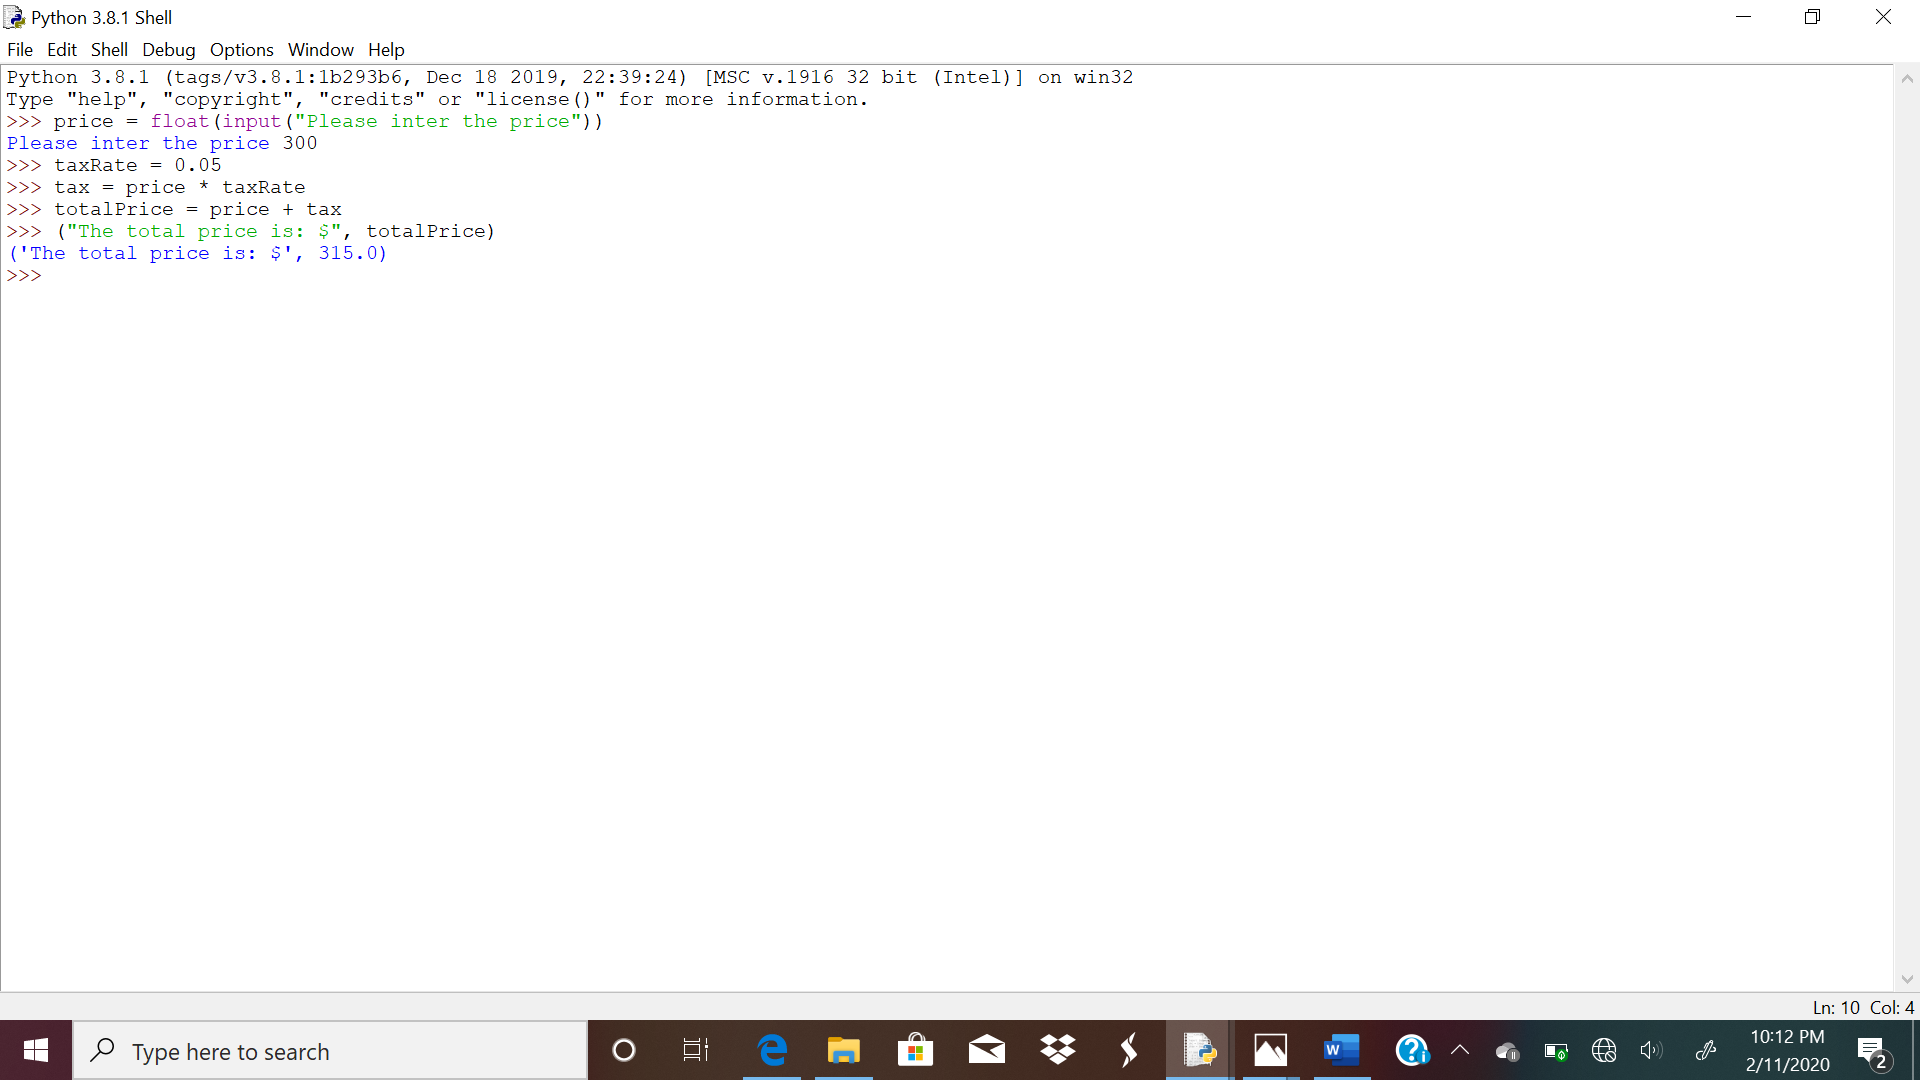 Python 3.8.1 Shell
File Edit Shell Debug Options Window Help
Python 3.8.1 (tags/v3.8.1:1b293b6, Dec 18 2019, 22:39:24) [MSC v.1916 32 bit (Intel)] on win32
Type "help", "copyright", "credits" or "license()" for more information.
>>> price = float(input("Please inter the price"))
Please inter the price 300
>>> taxRate = 0.05
>>> tax = price * taxRate
>>> totalPrice = price + tax
>>> ("The total price is: $", totalPrice)
('The total price is: $', 315.0)
>>>
Ln: 10 Col: 4
Type here to search
W
10:12 PM
2/11/2020
2